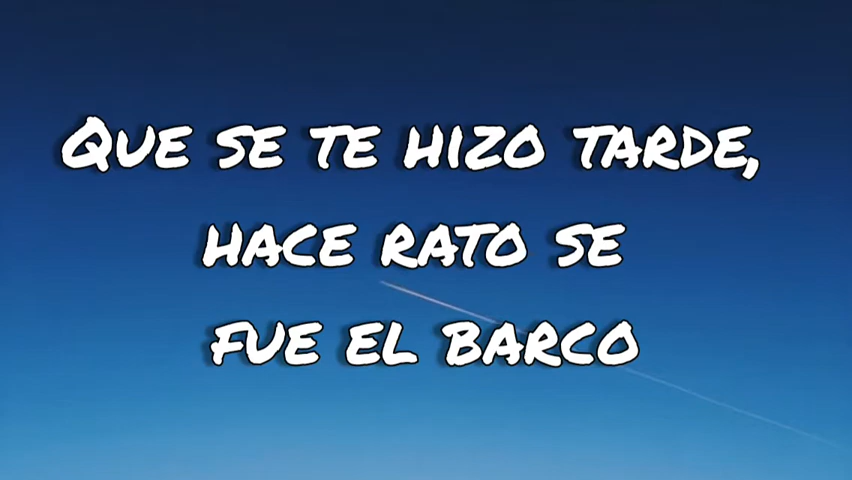 Que se te hizo tarde,
hace rato se
fue el barco